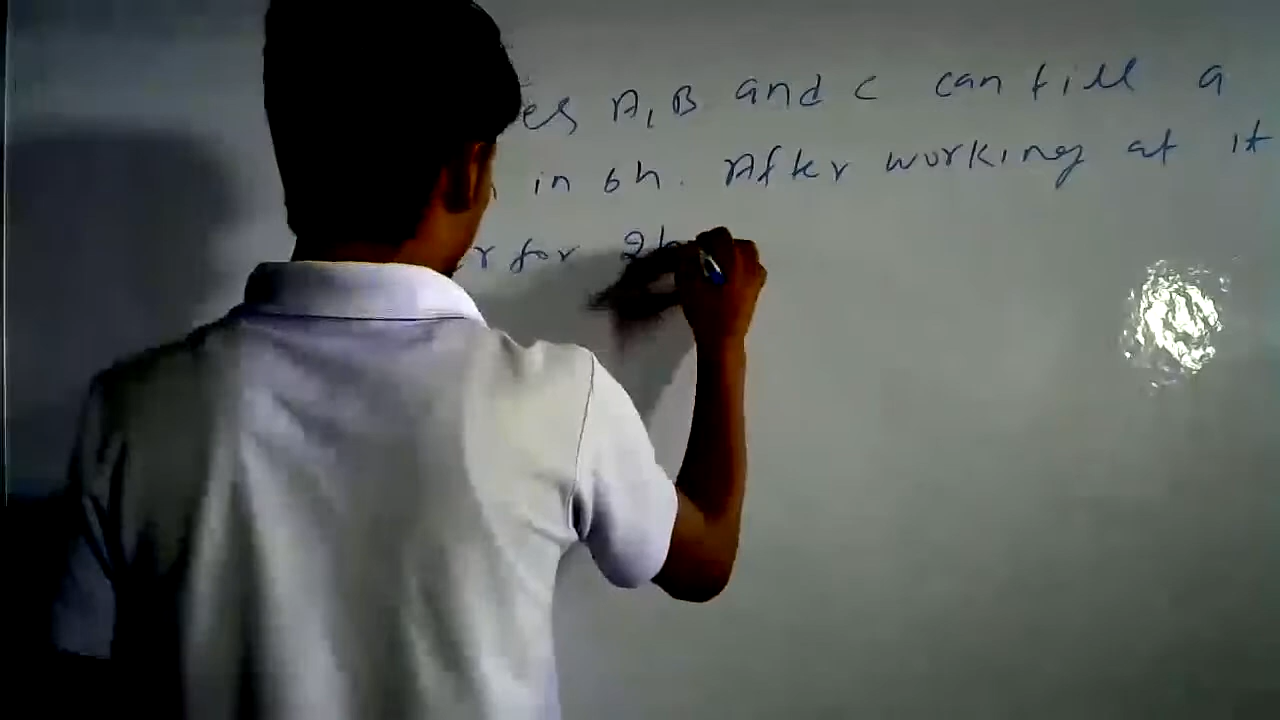 es A, B and C can fill a
in 6h. After working at it
r for 2h